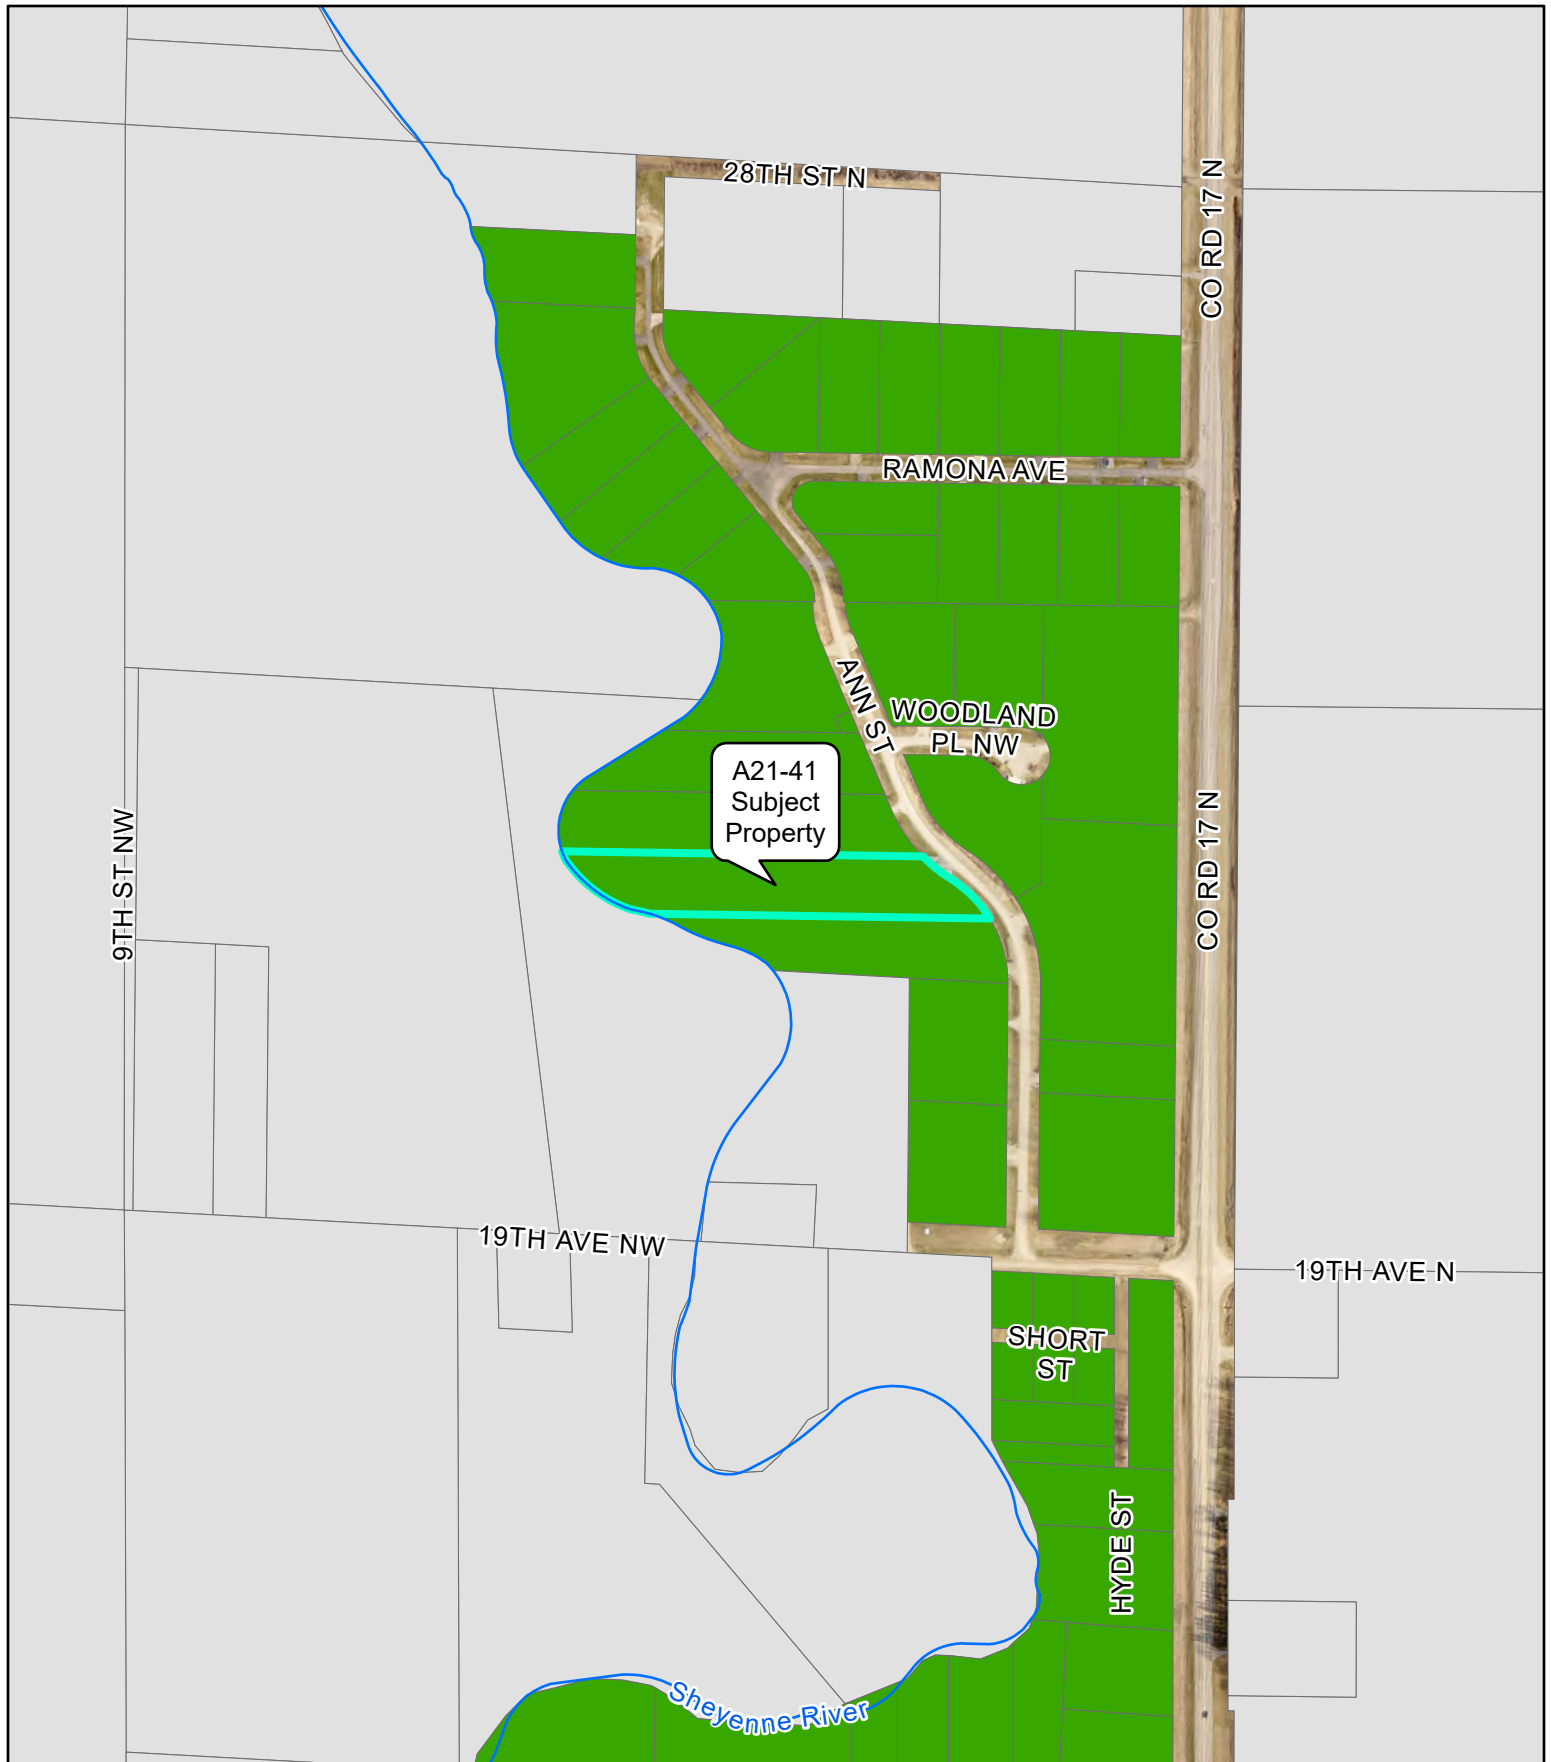 28TH ST N
CO RD 17 N
RAMONA AVE
ANN ST
WOODLAND
PL NW
A21-41
Subject
Property
9TH ST NW
CO RD 17 N
19TH AVE NW
19TH AVE N
SHORT
ST
HYDE ST
Sheyenne River